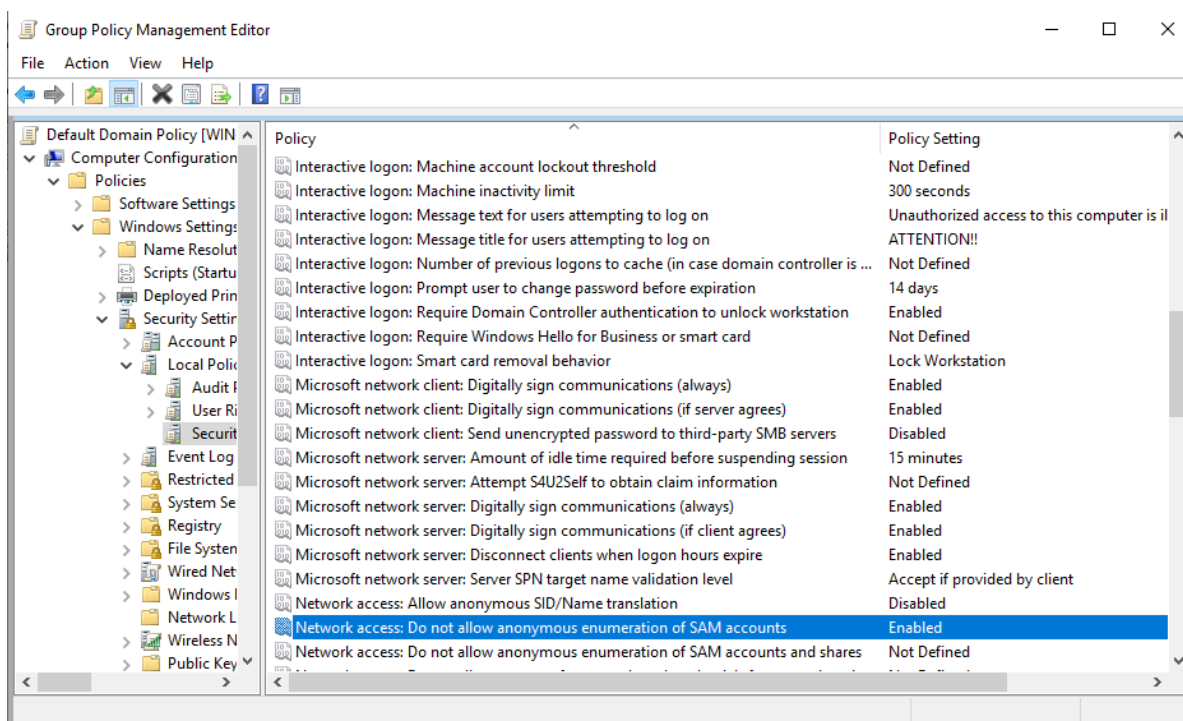 Group Policy Management Editor
File Action View Help
Default Domain Policy [WIN
Computer Configuration
Policies
Software Settings
Windows Settings
Name Resolut
Scripts (Startu
Deployed Prin
Security Settin
Account P
Local Polic
Audit P
User Ri
Securit
Event Log
Restricted
System Se
Registry
File System
Wired Net
Windows
Network L
Wireless N
Public Key
Policy Policy Setting
Interactive logon: Machine account lockout threshold Not Defined
Interactive logon: Machine inactivity limit 300 seconds
Interactive logon: Message text for users attempting to log on Unauthorized access to this computer is il
Interactive logon: Message title for users attempting to log on ATTENTION!!
Interactive logon: Number of previous logons to cache (in case domain controller is ... Not Defined
Interactive logon: Prompt user to change password before expiration 14 days
Interactive logon: Require Domain Controller authentication to unlock workstation Enabled
Interactive logon: Require Windows Hello for Business or smart card Not Defined
Interactive logon: Smart card removal behavior Lock Workstation
Microsoft network client: Digitally sign communications (always) Enabled
Microsoft network client: Digitally sign communications (if server agrees) Enabled
Microsoft network client: Send unencrypted password to third-party SMB servers Disabled
Microsoft network server: Amount of idle time required before suspending session 15 minutes
Microsoft network server: Attempt S4U2Self to obtain claim information Not Defined
Microsoft network server: Digitally sign communications (always) Enabled
Microsoft network server: Digitally sign communications (if client agrees) Enabled
Microsoft network server: Disconnect clients when logon hours expire Enabled
Microsoft network server: Server SPN target name validation level Accept if provided by client
Network access: Allow anonymous SID/Name translation Disabled
Network access: Do not allow anonymous enumeration of SAM accounts Enabled
Network access: Do not allow anonymous enumeration of SAM accounts and shares Not Defined